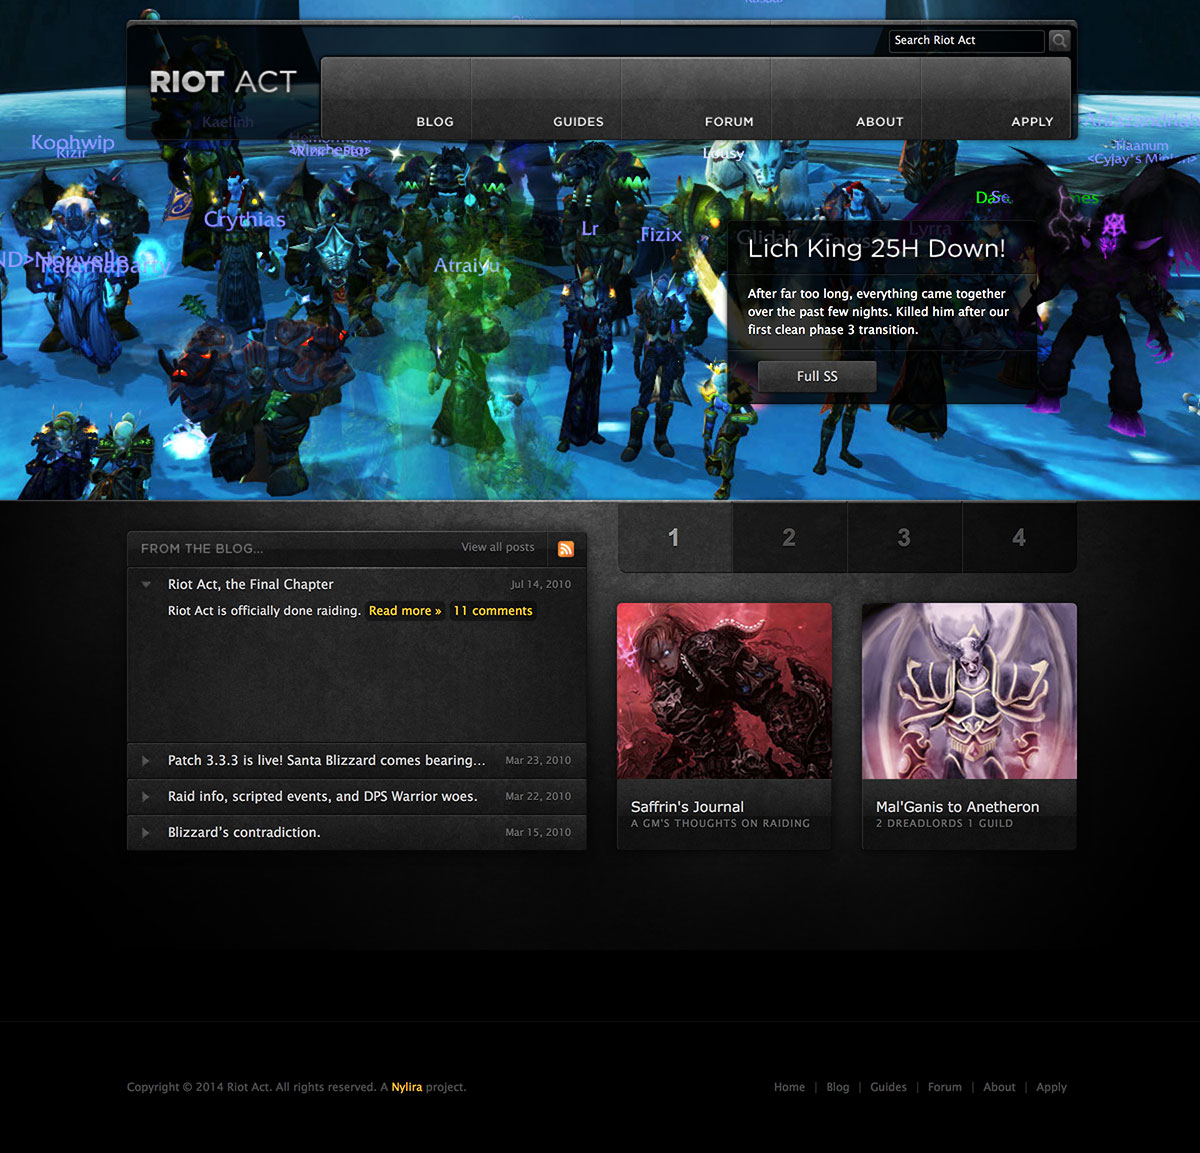 Search Riot Act
RIOT ACT
BLOG
GUIDES
FORUM
ABOUT
APPLY
Kaelinh
Koohwip
Rizir
Lousy
Naanum
Crythias
Lr
Fizix
Lyrra
Atraiyu
Lich King 25H Down!
After far too long, everything came together
over the past few nights. Killed him after our
first clean phase 3 transition.
Full SS
1
2
3
4
FROM THE BLOG...
View all posts
Riot Act, the Final Chapter
Jul 14, 2010
Riot Act is officially done raiding. Read more » 11 comments
Patch 3.3.3 is live! Santa Blizzard comes bearing...
Mar 23, 2010
Raid info, scripted events, and DPS Warrior woes.
Mar 22, 2010
Blizzard's contradiction.
Mar 15, 2010
Saffrin's Journal
A GM'S THOUGHTS ON RAIDING
Mal'Ganis to Anetheron
2 DREADLORDS 1 GUILD
Copyright © 2014 Riot Act. All rights reserved. A Nylira project.
Home | Blog | Guides | Forum | About | Apply